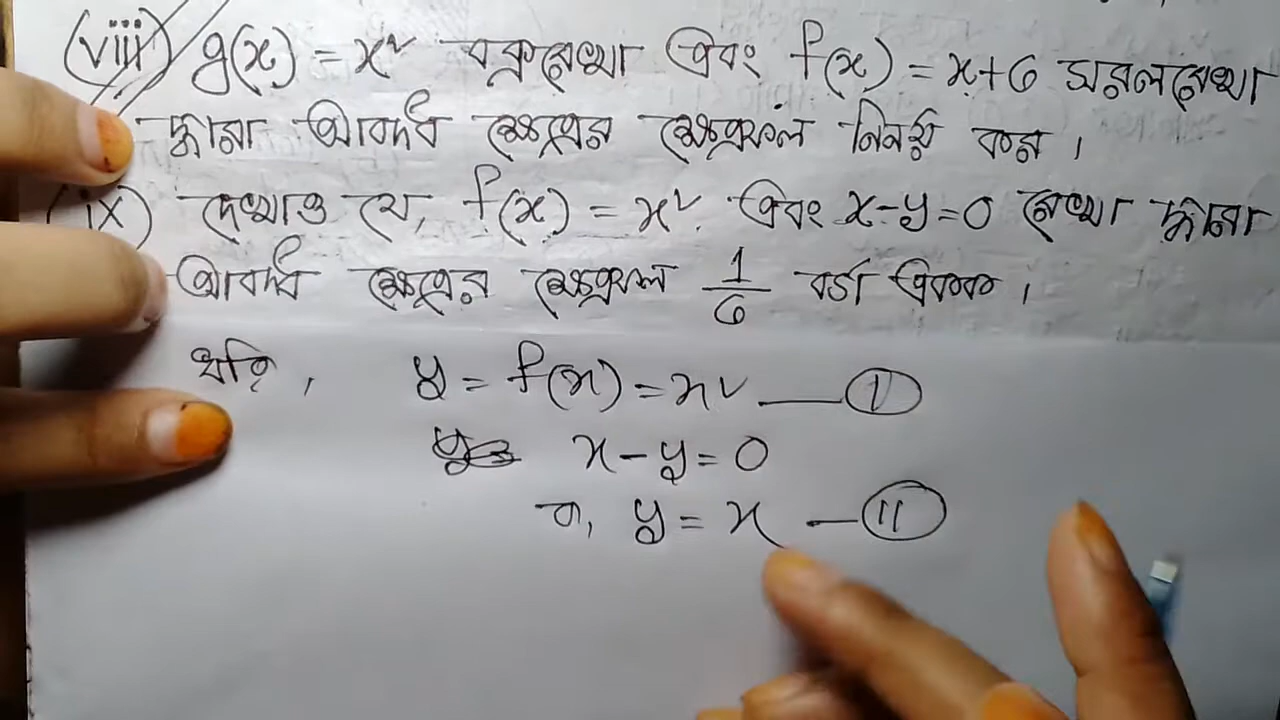 (viii) g(x) = x² বক্ররেখা এবং f(x) = x+6 সরলরেখা
দ্বারা আবদ্ধ ক্ষেত্রের ক্ষেত্রফল নির্নয় কর।
(ix) দেখাও যে, f(x) = x² এবং x-y=0 রেখা দ্বারা
আবদ্ধ ক্ষেত্রের ক্ষেত্রফল 1/6 বর্গ একক।
ধরি, y = f(x) = x² — (I)
x - y = 0
বা, y = x — (II)